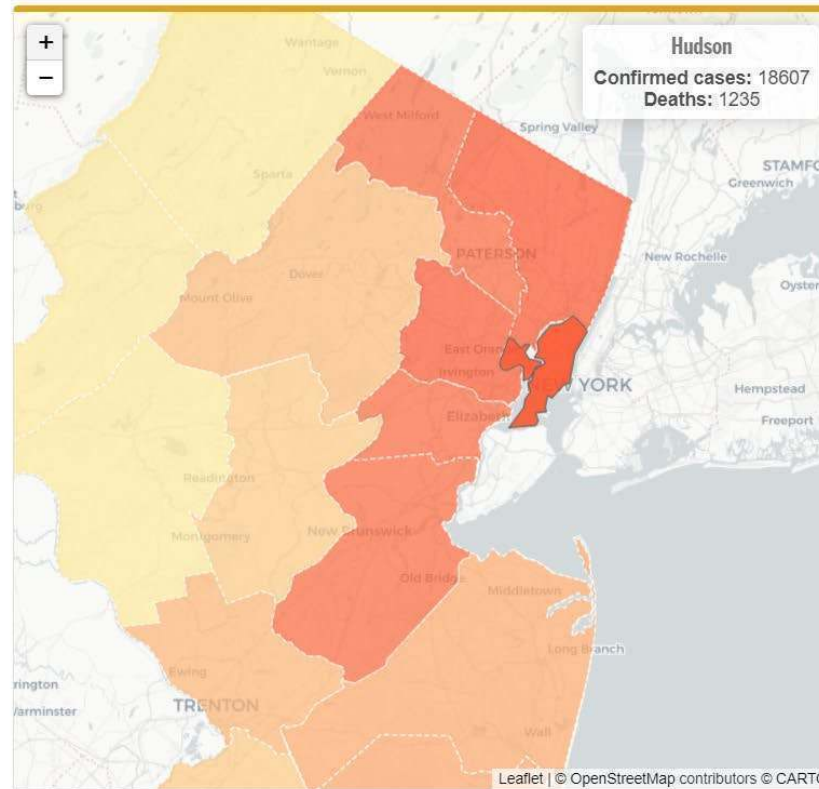 +
−
Hudson
Confirmed cases: 18607
Deaths: 1235
Wantage
Vernon
West Milford
Spring Valley
STAMFO
Greenwich
Sparta
PATERSON
New Rochelle
Dover
Oyster
Mount Olive
East Oran
Irvington
NEW YORK
Hempstead
Elizabeth
Freeport
Readington
New Brunswick
Montgomery
Old Bridge
Middletown
Long Branch
Ewing
rrington
TRENTON
Warminster
Wall
Leaflet | © OpenStreetMap contributors © CARTO